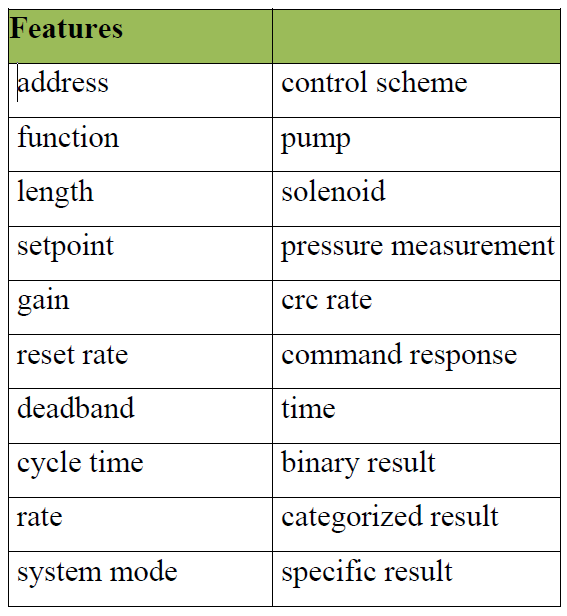 Features
address control scheme
function pump
length solenoid
setpoint pressure measurement
gain crc rate
reset rate command response
deadband time
cycle time binary result
rate categorized result
system mode specific result